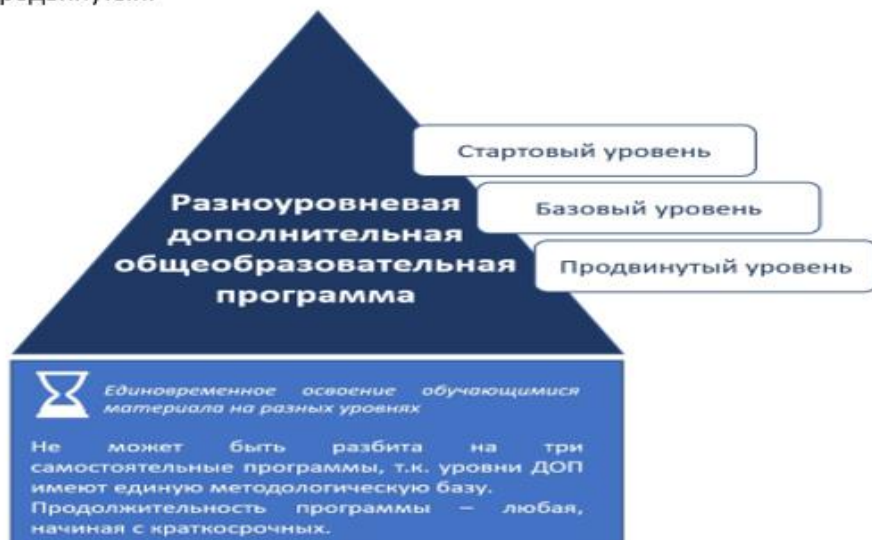 Стартовый уровень
Базовый уровень
Продвинутый уровень
Разноуровневая
дополнительная
общеобразовательная
программа
Единовременное освоение обучающимися
материала на разных уровнях
Не может быть разбита на три
самостоятельные программы, т.к. уровни ДОП
имеют единую методологическую базу.
Продолжительность программы – любая,
начиная с краткосрочных.